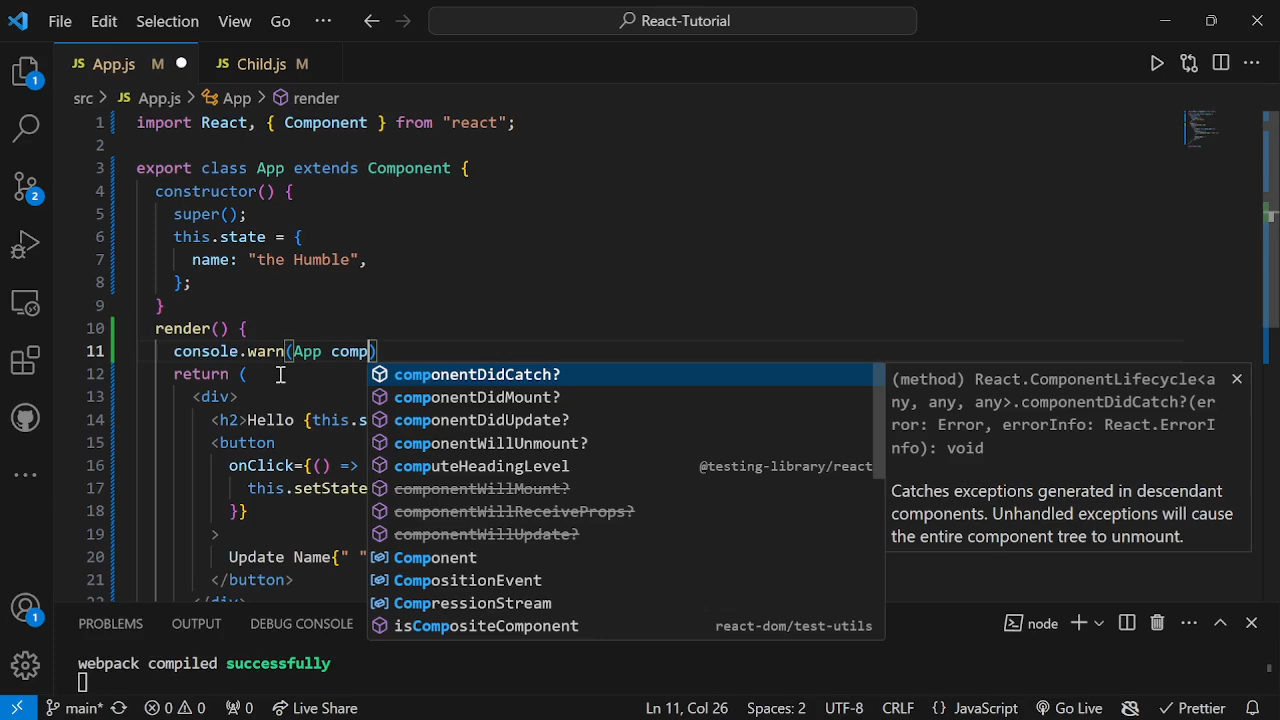 File Edit Selection View Go ··· React-Tutorial
JS App.js M JS Child.js M
src > JS App.js > App > render
1 import React, { Component } from "react";
2
3 export class App extends Component {
4 constructor() {
5 super();
6 this.state = {
7 name: "the Humble",
8 };
9 }
10 render() {
11 console.warn(App comp)
12 return (
13 <div>
14 <h2>Hello {this.s
15 <button
16 onClick={() =>
17 this.setState
18 }}
19 >
20 Update Name{" "
21 </button>
componentDidCatch?
componentDidMount?
componentDidUpdate?
componentWillUnmount?
computeHeadingLevel @testing-library/react
componentWillMount?
componentWillReceiveProps?
componentWillUpdate?
Component
CompositionEvent
CompressionStream
isCompositeComponent react-dom/test-utils
(method) React.ComponentLifecycle<a
ny, any, any>.componentDidCatch?(er
ror: Error, errorInfo: React.ErrorI
nfo): void
Catches exceptions generated in descendant
components. Unhandled exceptions will cause
the entire component tree to unmount.
1
2
1
PROBLEMS OUTPUT DEBUG CONSOLE node
webpack compiled successfully
main* 0 0 0 Live Share Ln 11, Col 26 Spaces: 2 UTF-8 CRLF {} JavaScript Go Live Prettier